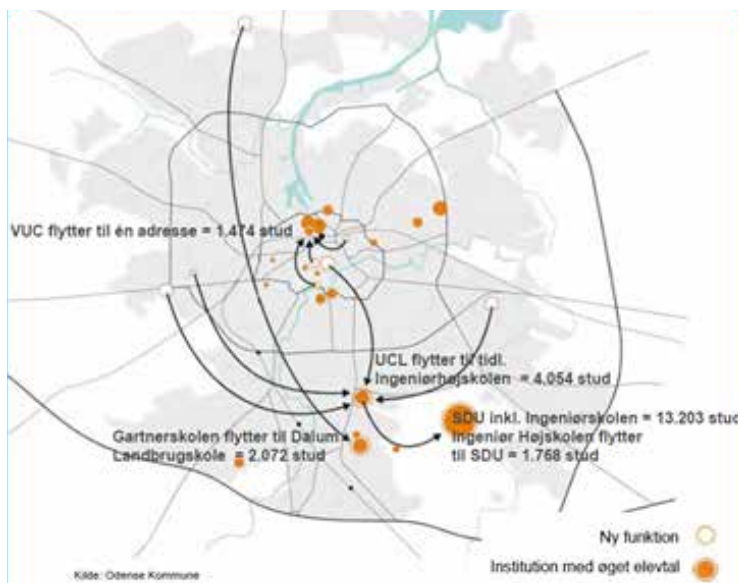 VUC flytter til én adresse = 1.474 stud
UCL flytter til tidl.
Ingeniørhøjskolen = 4.054 stud
SDU inkl. Ingeniørskolen = 13.203 stud
Ingeniør Højskolen flytter
til SDU = 1.768 stud
Gartnerskolen flytter til Dalum
Landbrugskole = 2.072 stud
Ny funktion
Institution med øget elevtal
Kilde: Odense Kommune